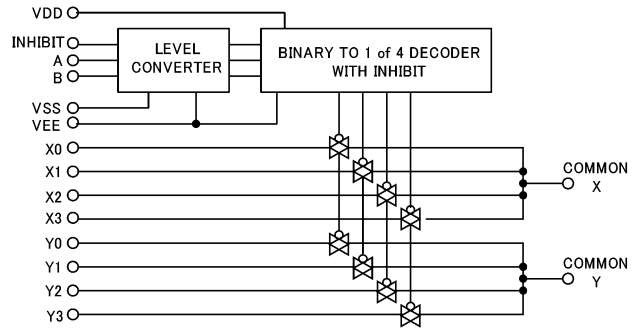 VDD
INHIBIT
A
B
LEVEL
CONVERTER
BINARY TO 1 of 4 DECODER
WITH INHIBIT
VSS
VEE
X0
X1
X2
X3
COMMON
X
Y0
Y1
Y2
Y3
COMMON
Y